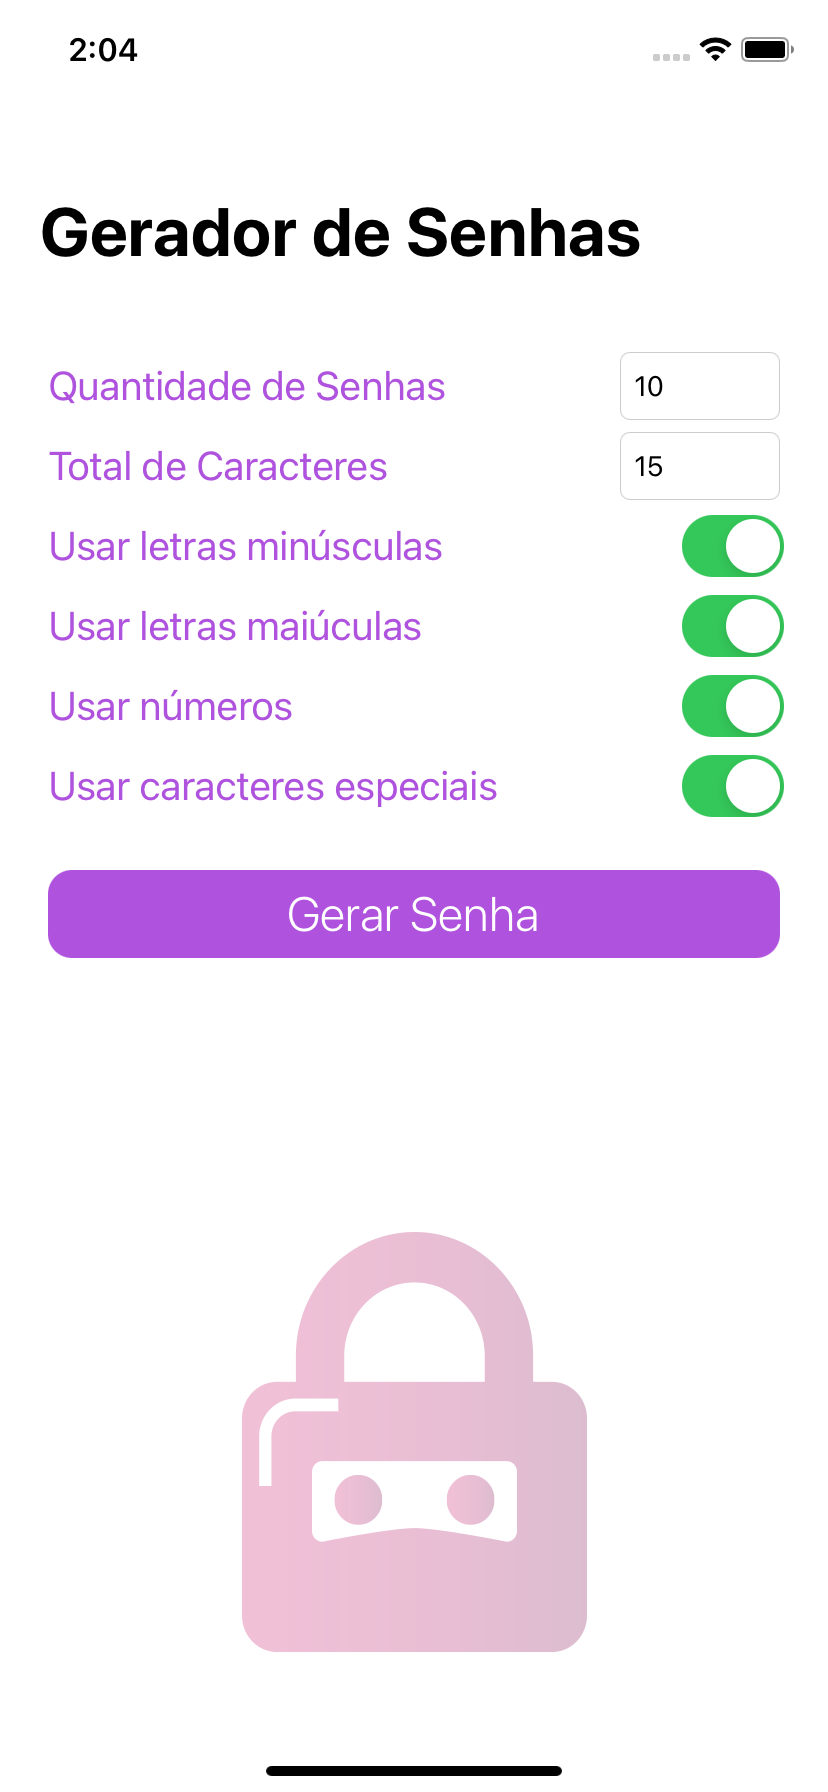 2:04
Gerador de Senhas
Quantidade de Senhas 10
Total de Caracteres 15
Usar letras minúsculas
Usar letras maiúculas
Usar números
Usar caracteres especiais
Gerar Senha